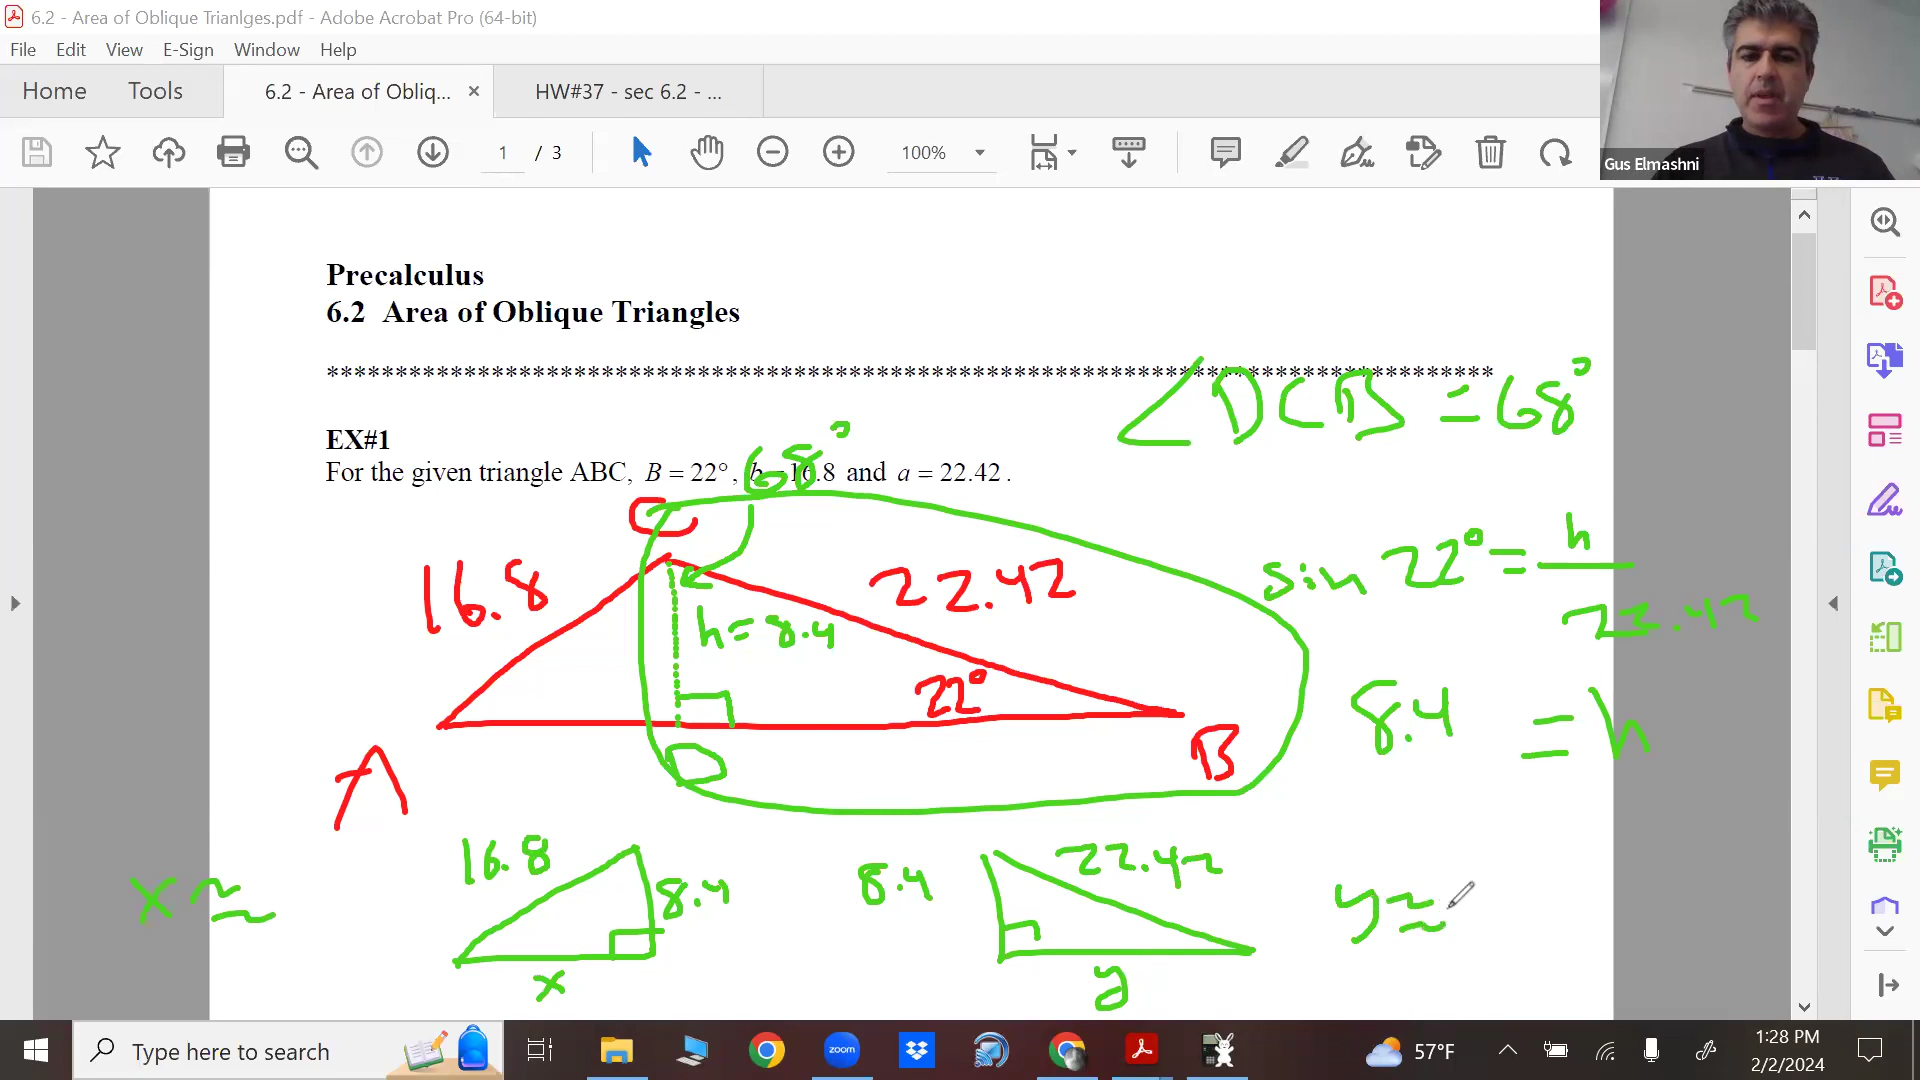 6.2 - Area of Oblique Trianlges.pdf - Adobe Acrobat Pro (64-bit)
File Edit View E-Sign Window Help
Home Tools 6.2 - Area of Obliq... × HW#37 - sec 6.2 - ...
1 / 3 100%
Gus Elmashni
Precalculus
6.2 Area of Oblique Triangles
******************************************************************************
∠DCB = 68°
EX#1
68°
For the given triangle ABC, B = 22°, b = 16.8 and a = 22.42.
C
16.8 22.42
sin 22° = h / 22.42
h = 8.4
22°
8.4 = h
A D B
16.8 8.4 8.4 22.42
x ≈ y ≈
x y
Type here to search
zoom
57°F
1:28 PM
2/2/2024